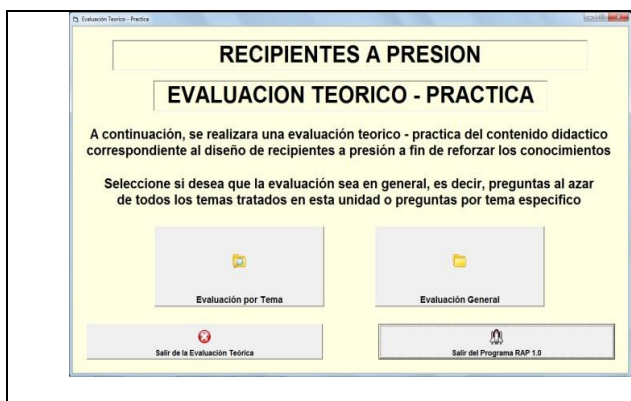 Evaluación Teorico - Practica
RECIPIENTES A PRESION
EVALUACION TEORICO - PRACTICA
A continuación, se realizara una evaluación teorico - practica del contenido didactico
correspondiente al diseño de recipientes a presión a fin de reforzar los conocimientos
Seleccione si desea que la evaluación sea en general, es decir, preguntas al azar
de todos los temas tratados en esta unidad o preguntas por tema especifico
Evaluación por Tema
Evaluación General
Salir de la Evaluación Teórica
Salir del Programa RAP 1.0